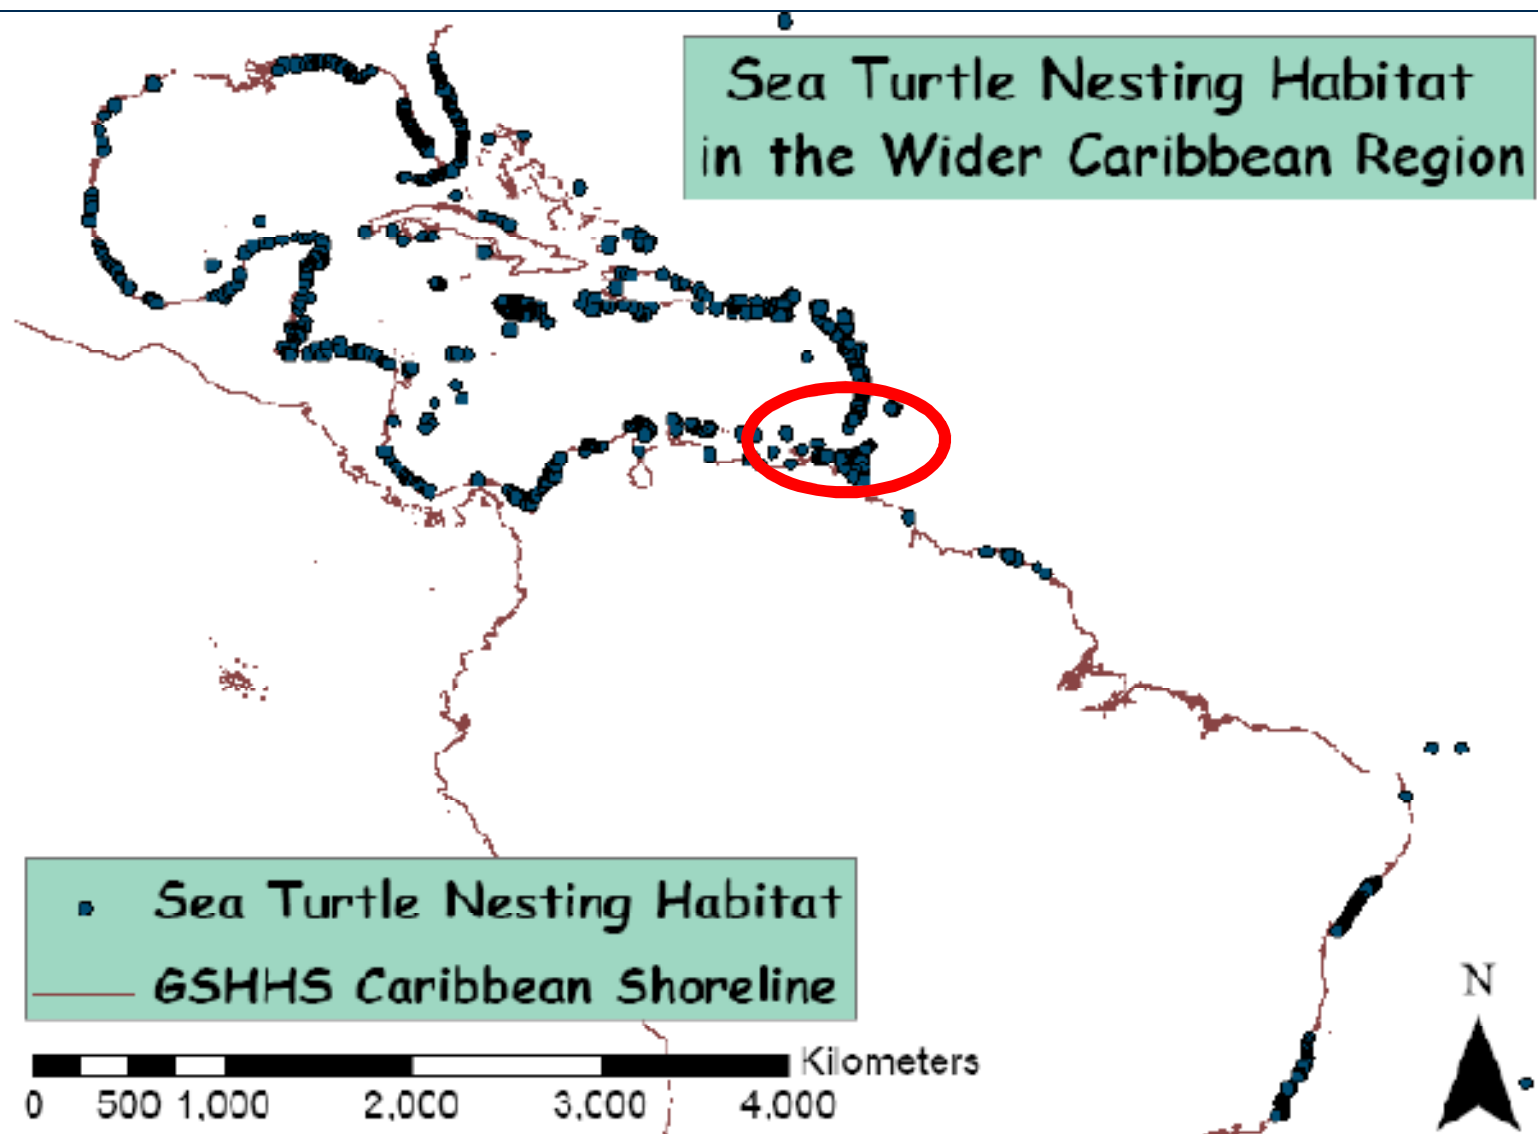 Sea Turtle Nesting Habitat
in the Wider Caribbean Region
Sea Turtle Nesting Habitat
GSHHS Caribbean Shoreline
Kilometers
0 500 1,000 2,000 3,000 4,000
N